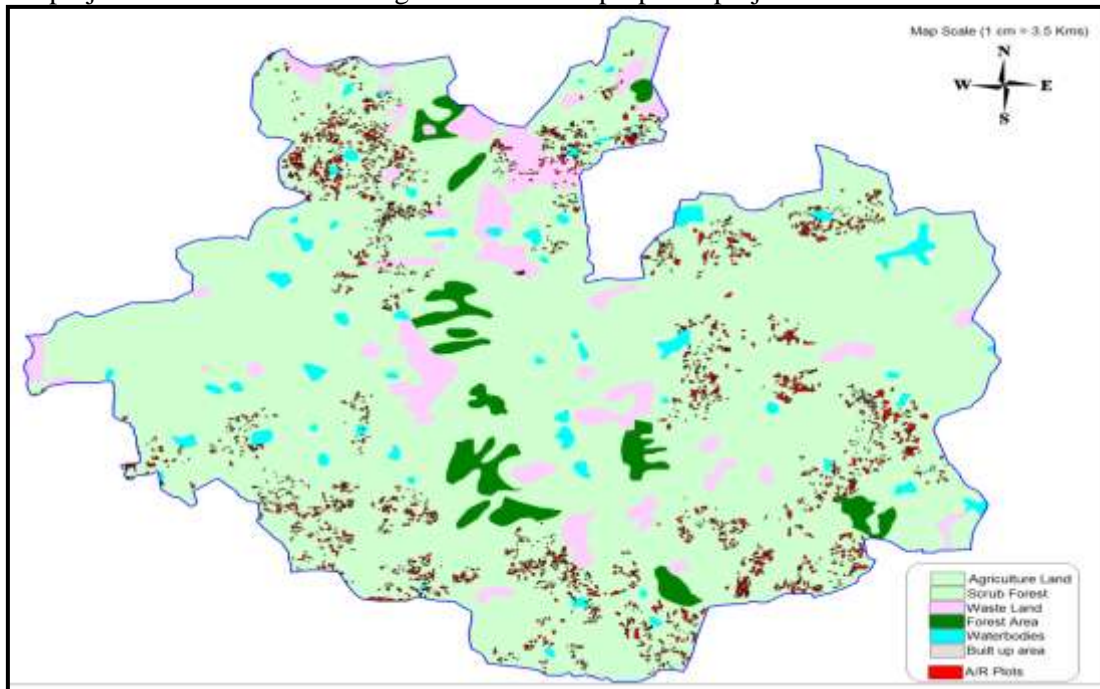 Map Scale (1 cm = 3.5 Kms)
N
W E
S
Agriculture Land
Scrub Forest
Waste Land
Forest Area
Waterbodies
Built up area
A/R Plots